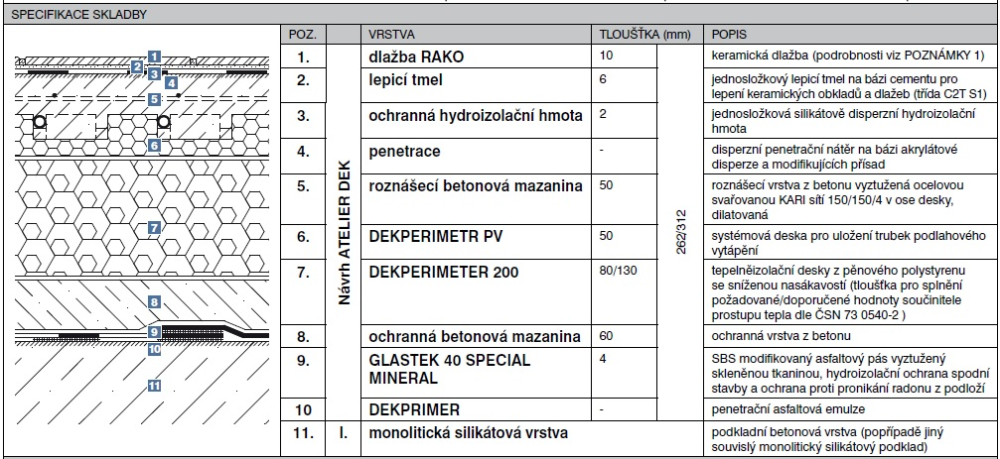 SPECIFIKACE SKLADBY
POZ. VRSTVA TLOUŠŤKA (mm) POPIS
1. dlažba RAKO 10 keramická dlažba (podrobnosti viz POZNÁMKY 1)
2. lepicí tmel 6 jednosložkový lepicí tmel na bázi cementu pro
lepení keramických obkladů a dlažeb (třída C2T S1)
3. ochranná hydroizolační hmota 2 jednosložková silikátově disperzní hydroizolační
hmota
4. penetrace - disperzní penetrační nátěr na bázi akrylátové
disperze a modifikujících přísad
5. roznášecí betonová mazanina 50 roznášecí vrstva z betonu vyztužená ocelovou
svařovanou KARI sítí 150/150/4 v ose desky,
dilatovaná
6. DEKPERIMETR PV 50 systémová deska pro uložení trubek podlahového
vytápění
7. DEKPERIMETER 200 80/130 tepelněizolační desky z pěnového polystyrenu
se sníženou nasákavostí (tloušťka pro splnění
požadované/doporučené hodnoty součinitele
prostupu tepla dle ČSN 73 0540-2 )
8. ochranná betonová mazanina 60 ochranná vrstva z betonu
9. GLASTEK 40 SPECIAL 4 SBS modifikovaný asfaltový pás vyztužený
MINERAL skleněnou tkaninou, hydroizolační ochrana spodní
stavby a ochrana proti pronikání radonu z podloží
10 DEKPRIMER - penetrační asfaltová emulze
11. I. monolitická silikátová vrstva podkladní betonová vrstva (popřípadě jiný
souvislý monolitický silikátový podklad)
Návrh ATELIER DEK
262/312
1
2
3
4
5
6
7
8
9
10
11